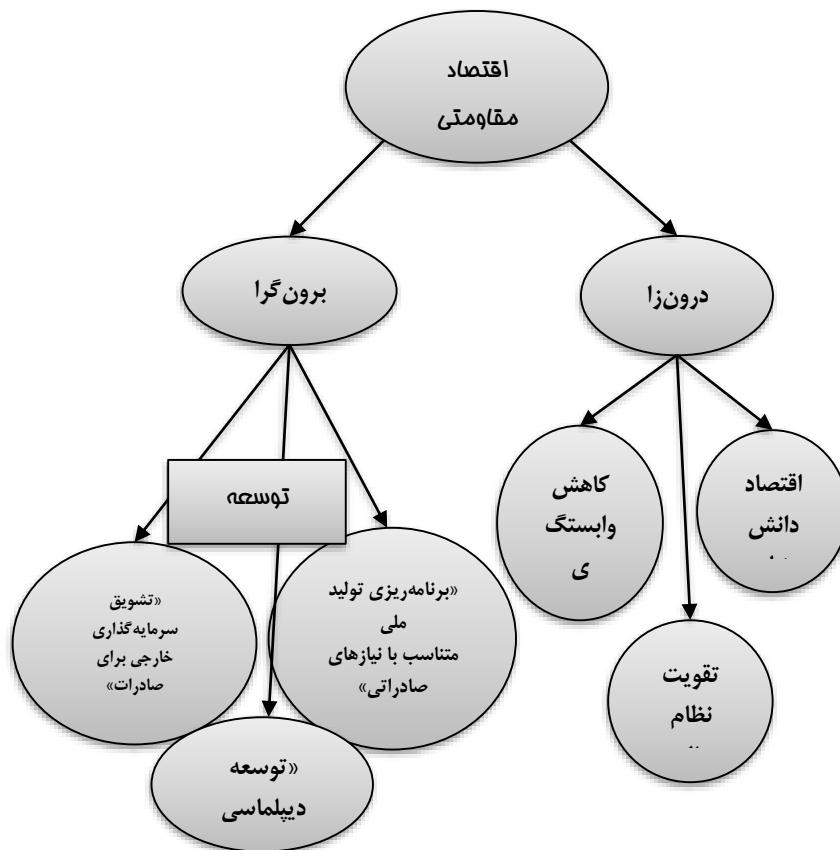 اقتصاد
مقاومتی
درون‌زا
برون‌گرا
اقتصاد
دانش
کاهش
وابستگ
ی
تقویت
نظام
توسعه
«برنامه‌ریزی تولید
ملی
متناسب با نیازهای
صادراتی»
«تشویق
سرمایه‌گذاری
خارجی برای
صادرات»
«توسعه
دیپلماسی